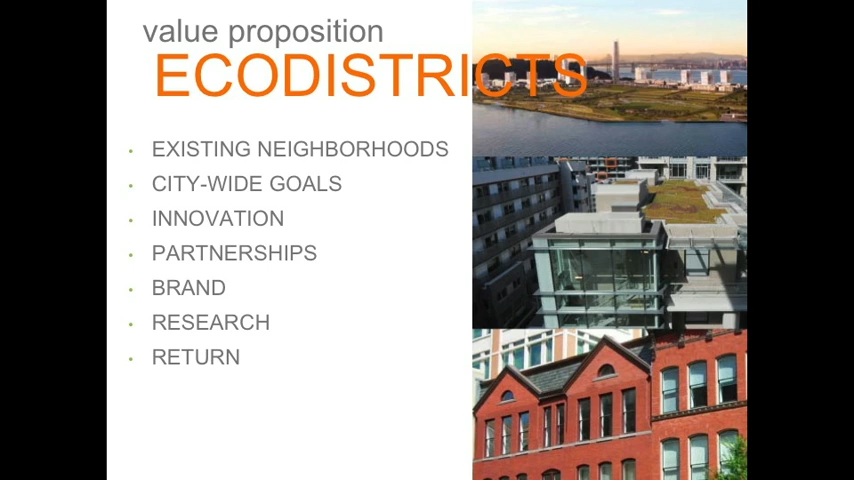 value proposition
ECODISTRICTS
• EXISTING NEIGHBORHOODS
• CITY-WIDE GOALS
• INNOVATION
• PARTNERSHIPS
• BRAND
• RESEARCH
• RETURN